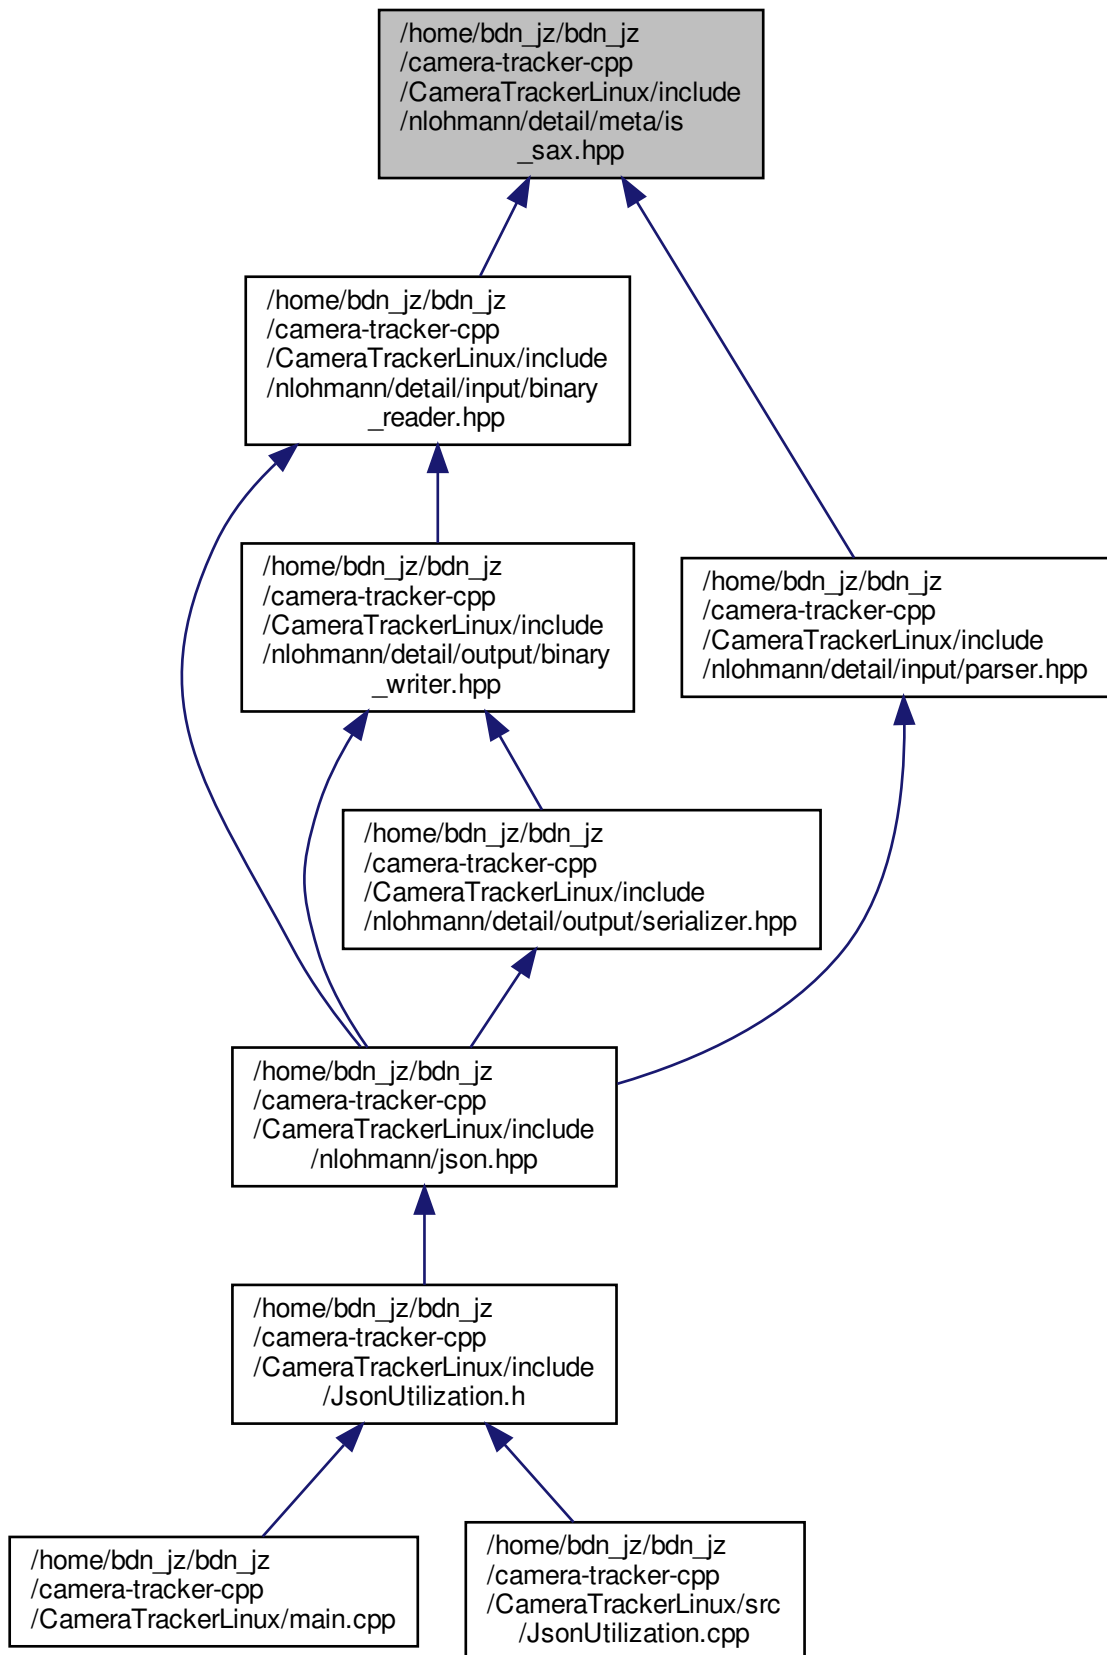 /home/bdn_jz/bdn_jz
/camera-tracker-cpp
/CameraTrackerLinux/include
/nlohmann/detail/meta/is
_sax.hpp
/home/bdn_jz/bdn_jz
/camera-tracker-cpp
/CameraTrackerLinux/include
/nlohmann/detail/input/binary
_reader.hpp
/home/bdn_jz/bdn_jz
/camera-tracker-cpp
/CameraTrackerLinux/include
/nlohmann/detail/output/binary
_writer.hpp
/home/bdn_jz/bdn_jz
/camera-tracker-cpp
/CameraTrackerLinux/include
/nlohmann/detail/input/parser.hpp
/home/bdn_jz/bdn_jz
/camera-tracker-cpp
/CameraTrackerLinux/include
/nlohmann/detail/output/serializer.hpp
/home/bdn_jz/bdn_jz
/camera-tracker-cpp
/CameraTrackerLinux/include
/nlohmann/json.hpp
/home/bdn_jz/bdn_jz
/camera-tracker-cpp
/CameraTrackerLinux/include
/JsonUtilization.h
/home/bdn_jz/bdn_jz
/camera-tracker-cpp
/CameraTrackerLinux/main.cpp
/home/bdn_jz/bdn_jz
/camera-tracker-cpp
/CameraTrackerLinux/src
/JsonUtilization.cpp